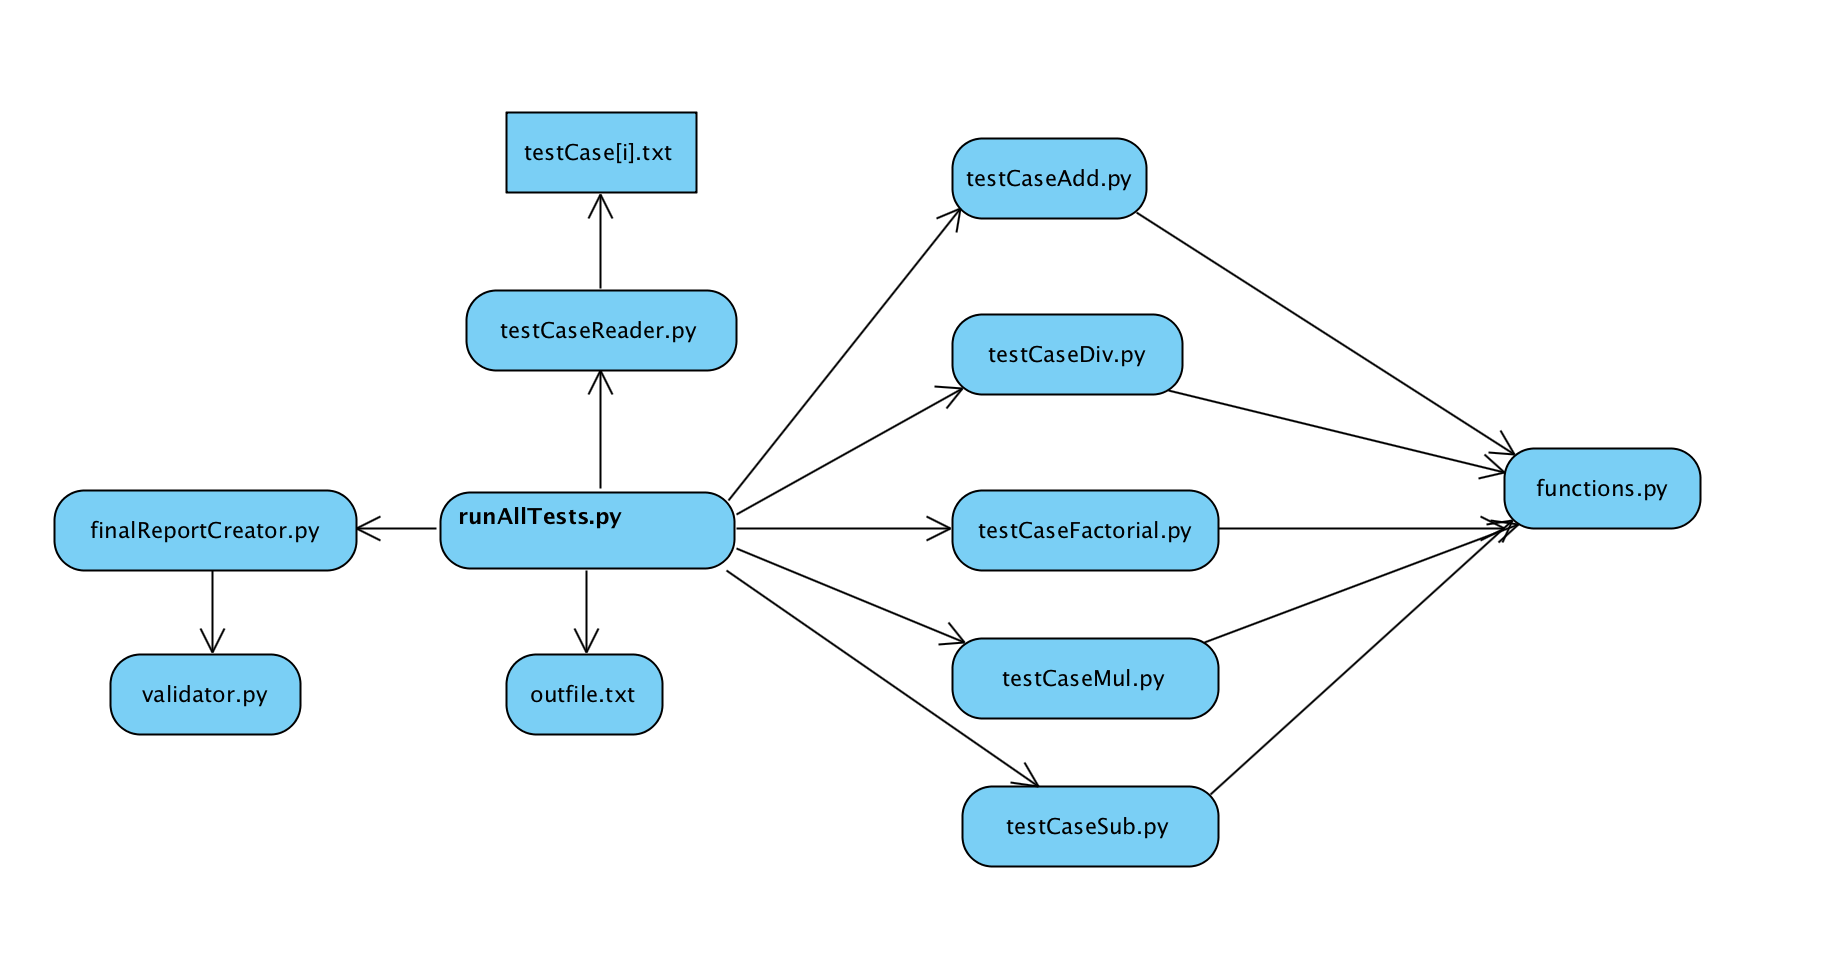 testCase[i].txt
testCaseAdd.py
testCaseReader.py
testCaseDiv.py
functions.py
finalReportCreator.py
runAllTests.py
testCaseFactorial.py
validator.py
outfile.txt
testCaseMul.py
testCaseSub.py